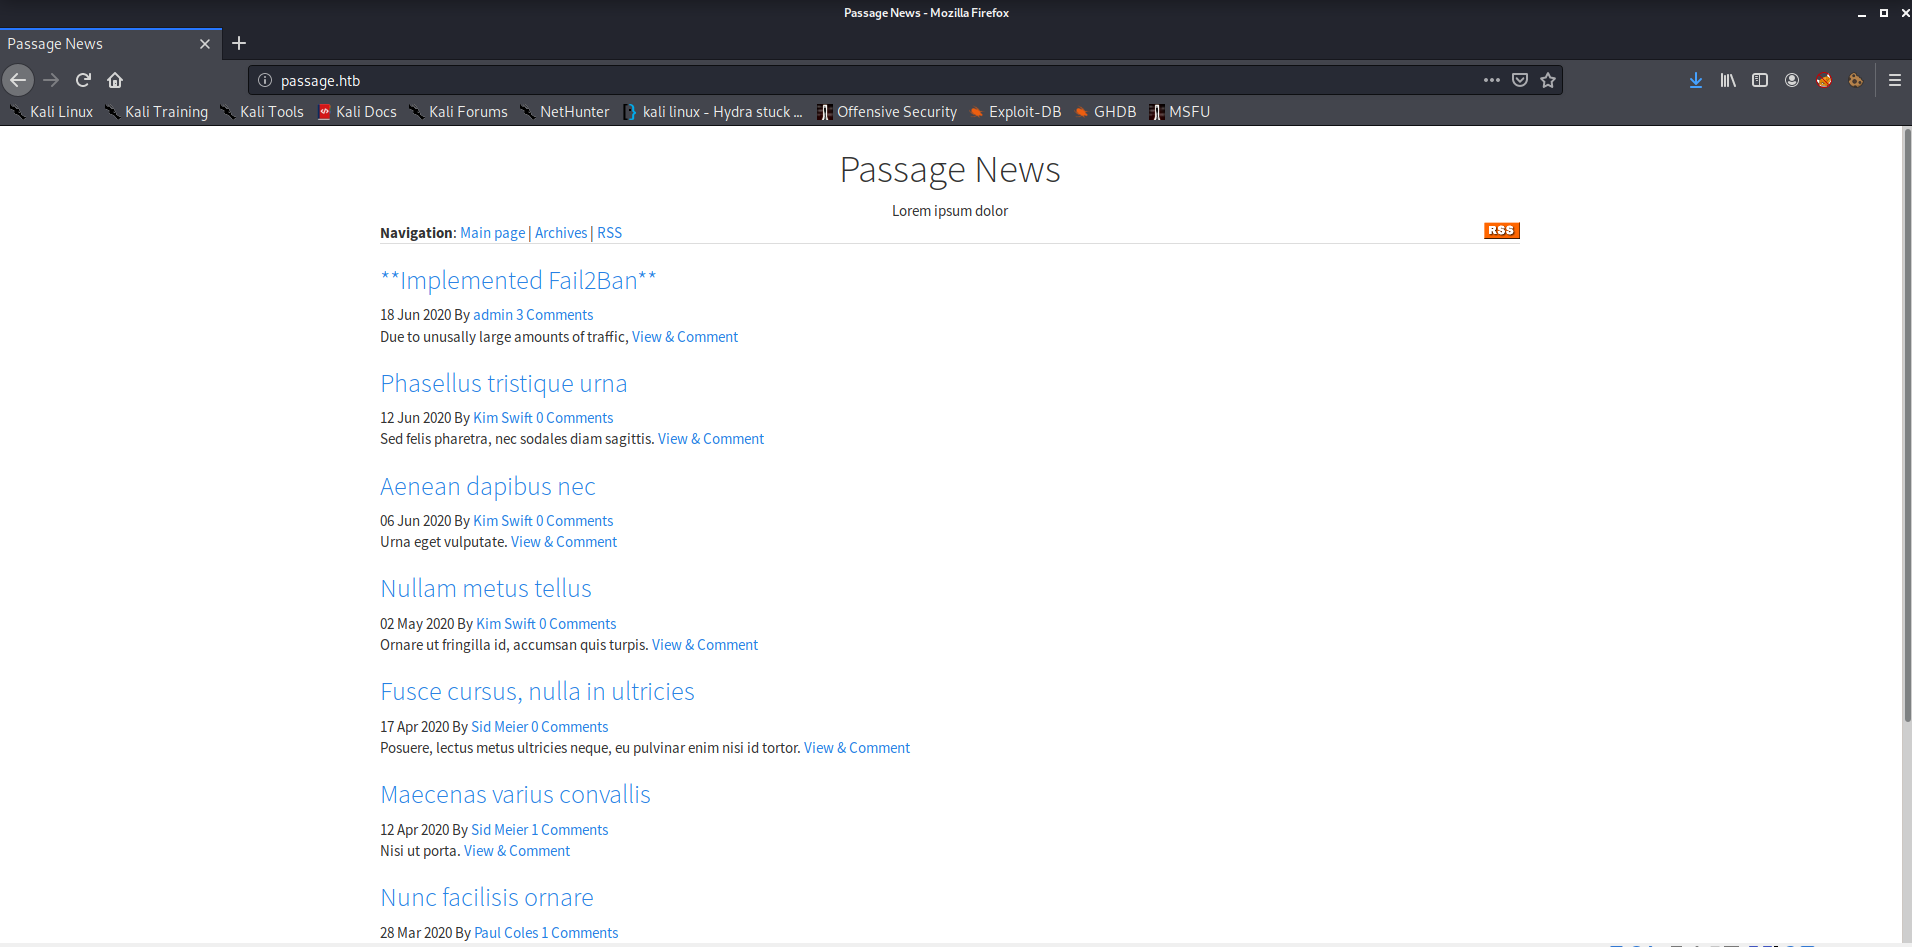 Passage News - Mozilla Firefox
Passage News
passage.htb
Kali Linux Kali Training Kali Tools Kali Docs Kali Forums NetHunter kali linux - Hydra stuck ... Offensive Security Exploit-DB GHDB MSFU
Passage News
Lorem ipsum dolor
Navigation: Main page | Archives | RSS RSS
**Implemented Fail2Ban**
18 Jun 2020 By admin 3 Comments
Due to unusally large amounts of traffic, View & Comment
Phasellus tristique urna
12 Jun 2020 By Kim Swift 0 Comments
Sed felis pharetra, nec sodales diam sagittis. View & Comment
Aenean dapibus nec
06 Jun 2020 By Kim Swift 0 Comments
Urna eget vulputate. View & Comment
Nullam metus tellus
02 May 2020 By Kim Swift 0 Comments
Ornare ut fringilla id, accumsan quis turpis. View & Comment
Fusce cursus, nulla in ultricies
17 Apr 2020 By Sid Meier 0 Comments
Posuere, lectus metus ultricies neque, eu pulvinar enim nisi id tortor. View & Comment
Maecenas varius convallis
12 Apr 2020 By Sid Meier 1 Comments
Nisi ut porta. View & Comment
Nunc facilisis ornare
28 Mar 2020 By Paul Coles 1 Comments